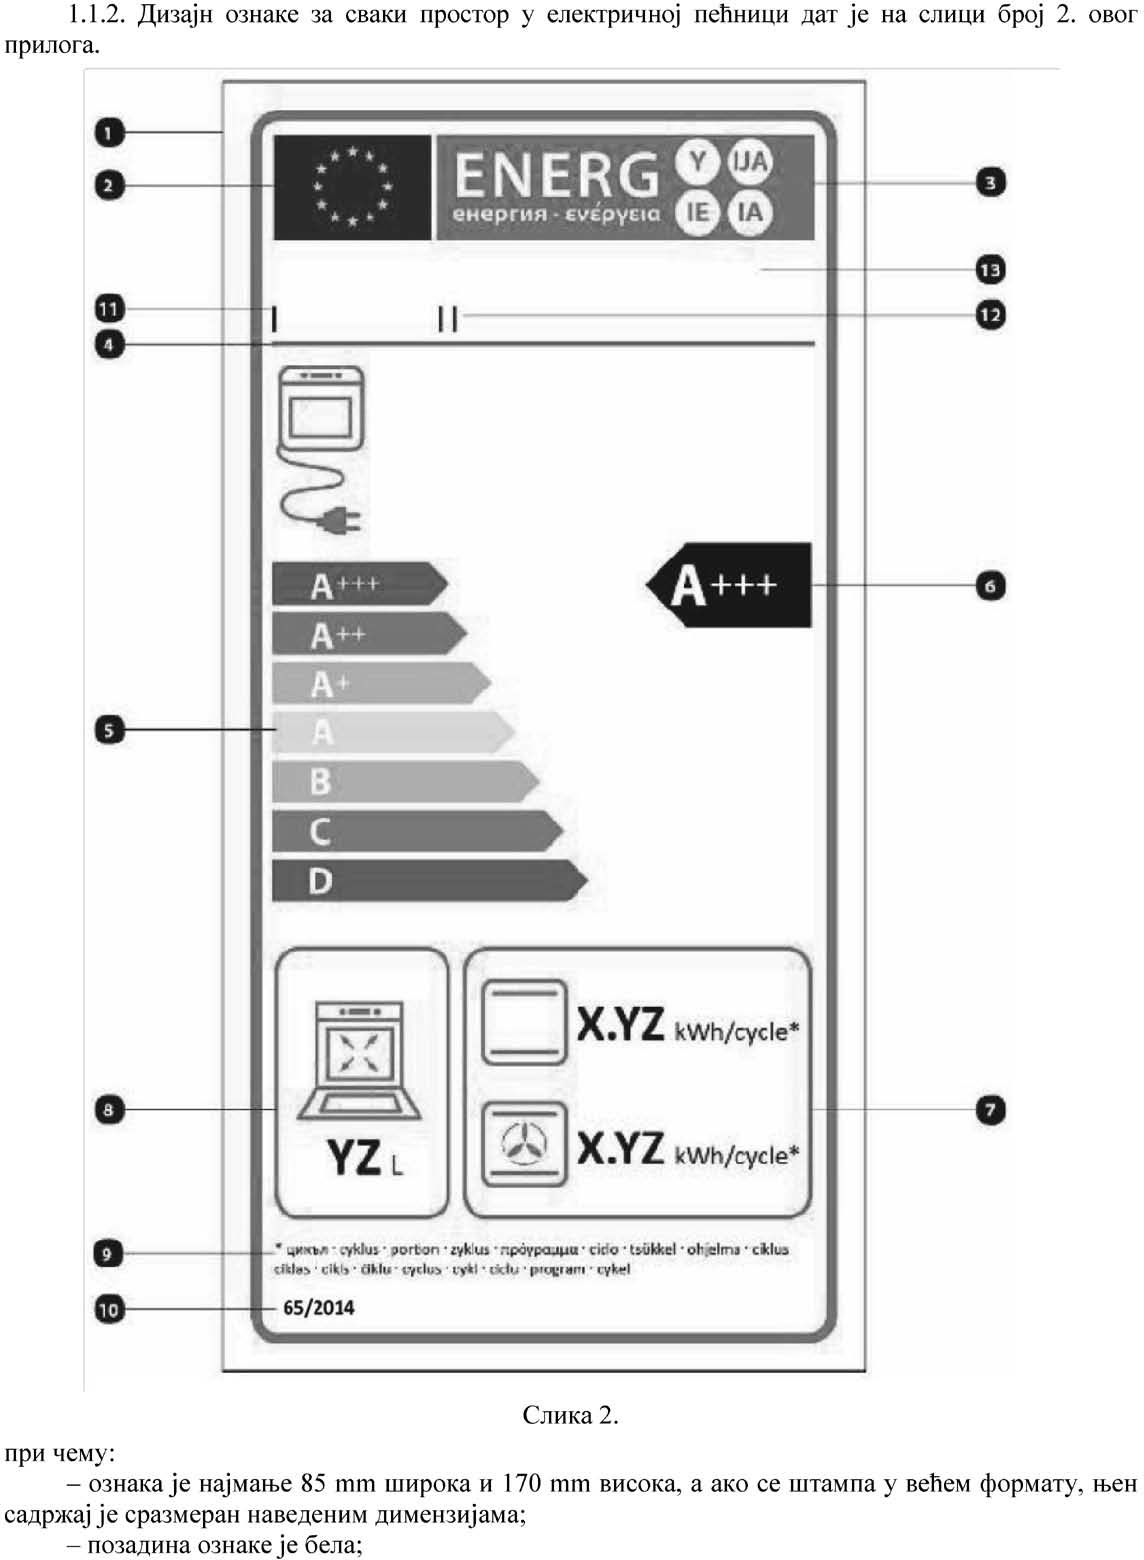 1.1.2. Дизајн ознаке за сваки простор у електричној пећници дат је на слици број 2. овог
прилога.
1
2
ENERG Y IJA
енергия · ενέργεια IE IA
3
13
11
I II
12
4
A+++
A+++
6
A++
A+
5
A
B
C
D
X.YZ kWh/cycle*
8
7
YZ L
X.YZ kWh/cycle*
9
* цикъл · cyklus · portion · zyklus · πρόγραμμα · ciclo · tsükkel · ohjelma · ciklus
ciklas · cikls · ċiklu · cyclus · cykl · ciclu · program · cykel
10
65/2014
Слика 2.
при чему:
– ознака је најмање 85 mm широка и 170 mm висока, а ако се штампа у већем формату, њен
садржај је сразмеран наведеним димензијама;
– позадина ознаке је бела;